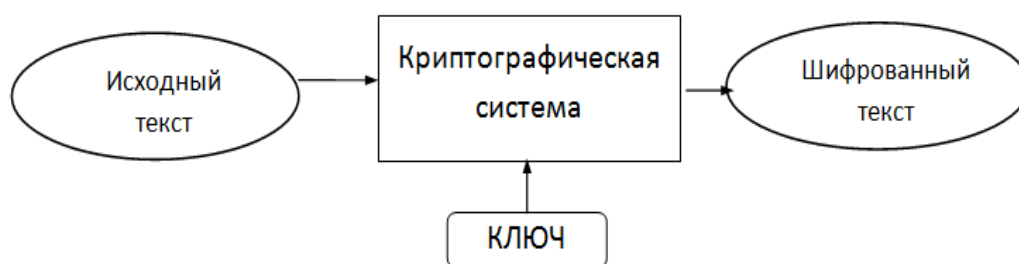 Исходный
текст
Криптографическая
система
Шифрованный
текст
КЛЮЧ